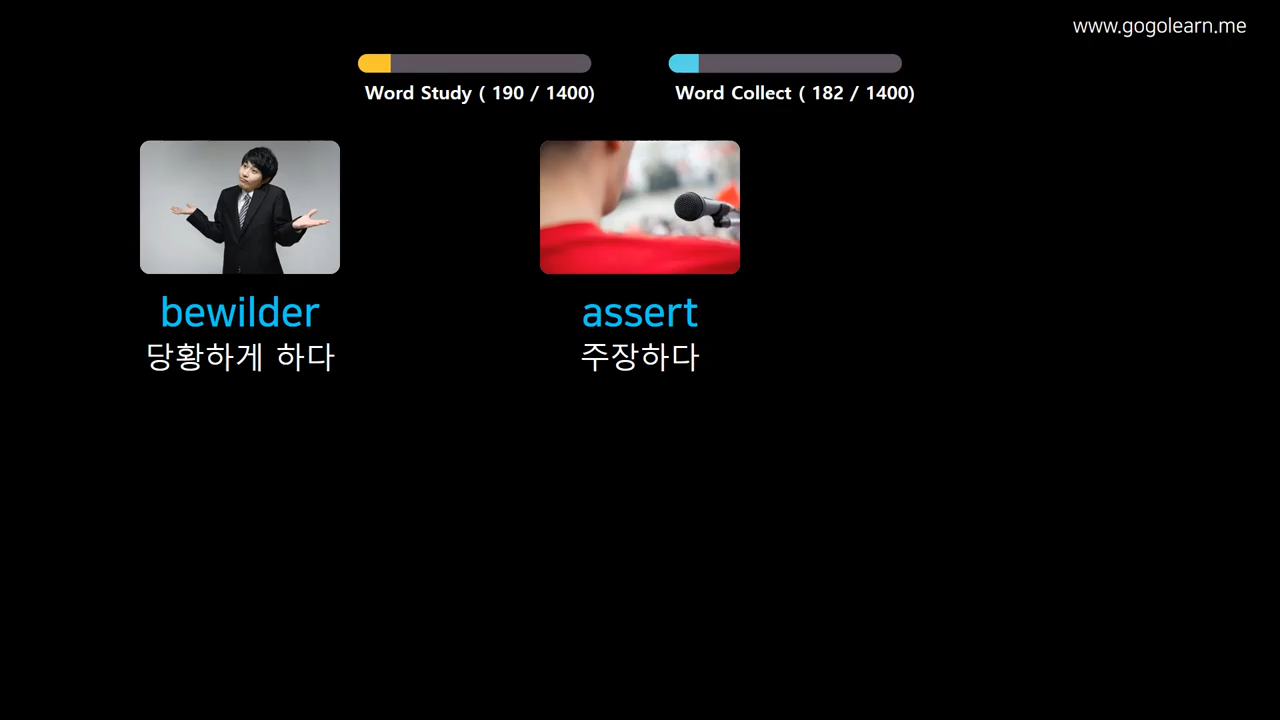 www.gogolearn.me
Word Study ( 190 / 1400)
Word Collect ( 182 / 1400)
bewilder
당황하게 하다
assert
주장하다